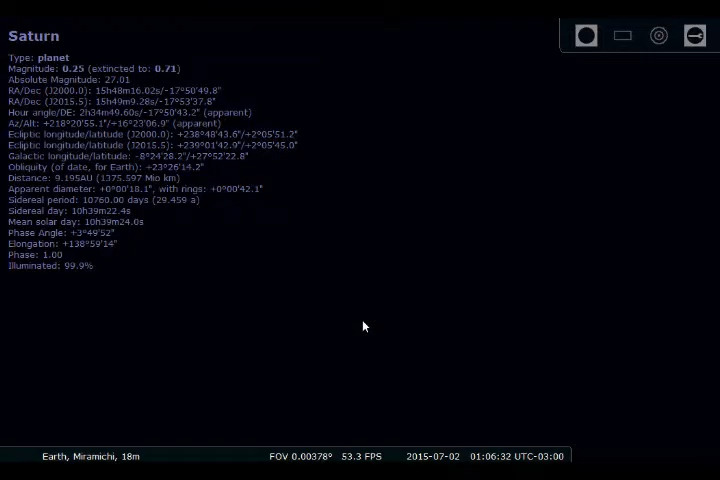 Saturn
Type: planet
Magnitude: 0.25 (extincted to: 0.71)
Absolute Magnitude: 27.01
RA/Dec (J2000.0): 15h48m16.02s/-17°50'49.8"
RA/Dec (J2015.5): 15h49m9.28s/-17°53'37.8"
Hour angle/DE: 2h34m49.60s/-17°50'43.2" (apparent)
Az/Alt: +218°20'55.1"/+16°23'06.9" (apparent)
Ecliptic longitude/latitude (J2000.0): +238°48'43.6"/+2°05'51.2"
Ecliptic longitude/latitude (J2015.5): +239°01'42.9"/+2°05'45.0"
Galactic longitude/latitude: -8°24'28.2"/+27°52'22.8"
Obliquity (of date, for Earth): +23°26'14.2"
Distance: 9.195AU (1375.597 Mio km)
Apparent diameter: +0°00'18.1", with rings: +0°00'42.1"
Sidereal period: 10760.00 days (29.459 a)
Sidereal day: 10h39m22.4s
Mean solar day: 10h39m24.0s
Phase Angle: +3°49'52"
Elongation: +138°59'14"
Phase: 1.00
Illuminated: 99.9%
Earth, Miramichi, 18m FOV 0.00378° 53.3 FPS 2015-07-02 01:06:32 UTC-03:00